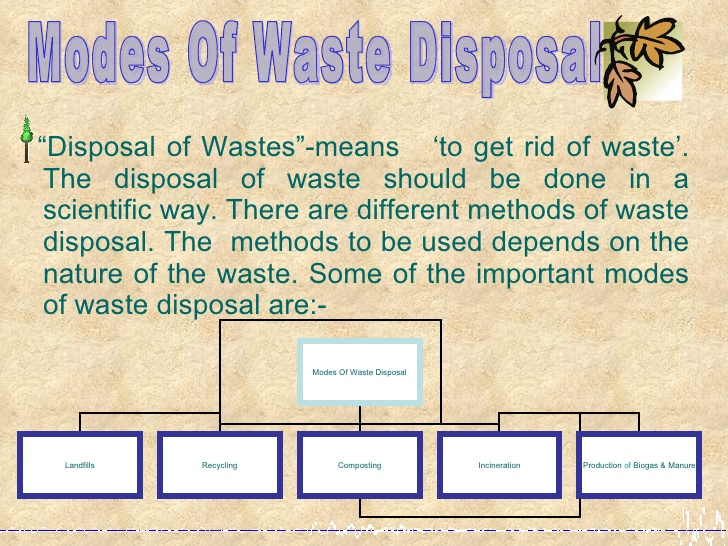 Modes Of Waste Disposal
“Disposal of Wastes”-means ‘to get rid of waste’.
The disposal of waste should be done in a
scientific way. There are different methods of waste
disposal. The methods to be used depends on the
nature of the waste. Some of the important modes
of waste disposal are:-
Modes Of Waste Disposal
Landfills
Recycling
Composting
Incineration
Production of Biogas & Manure